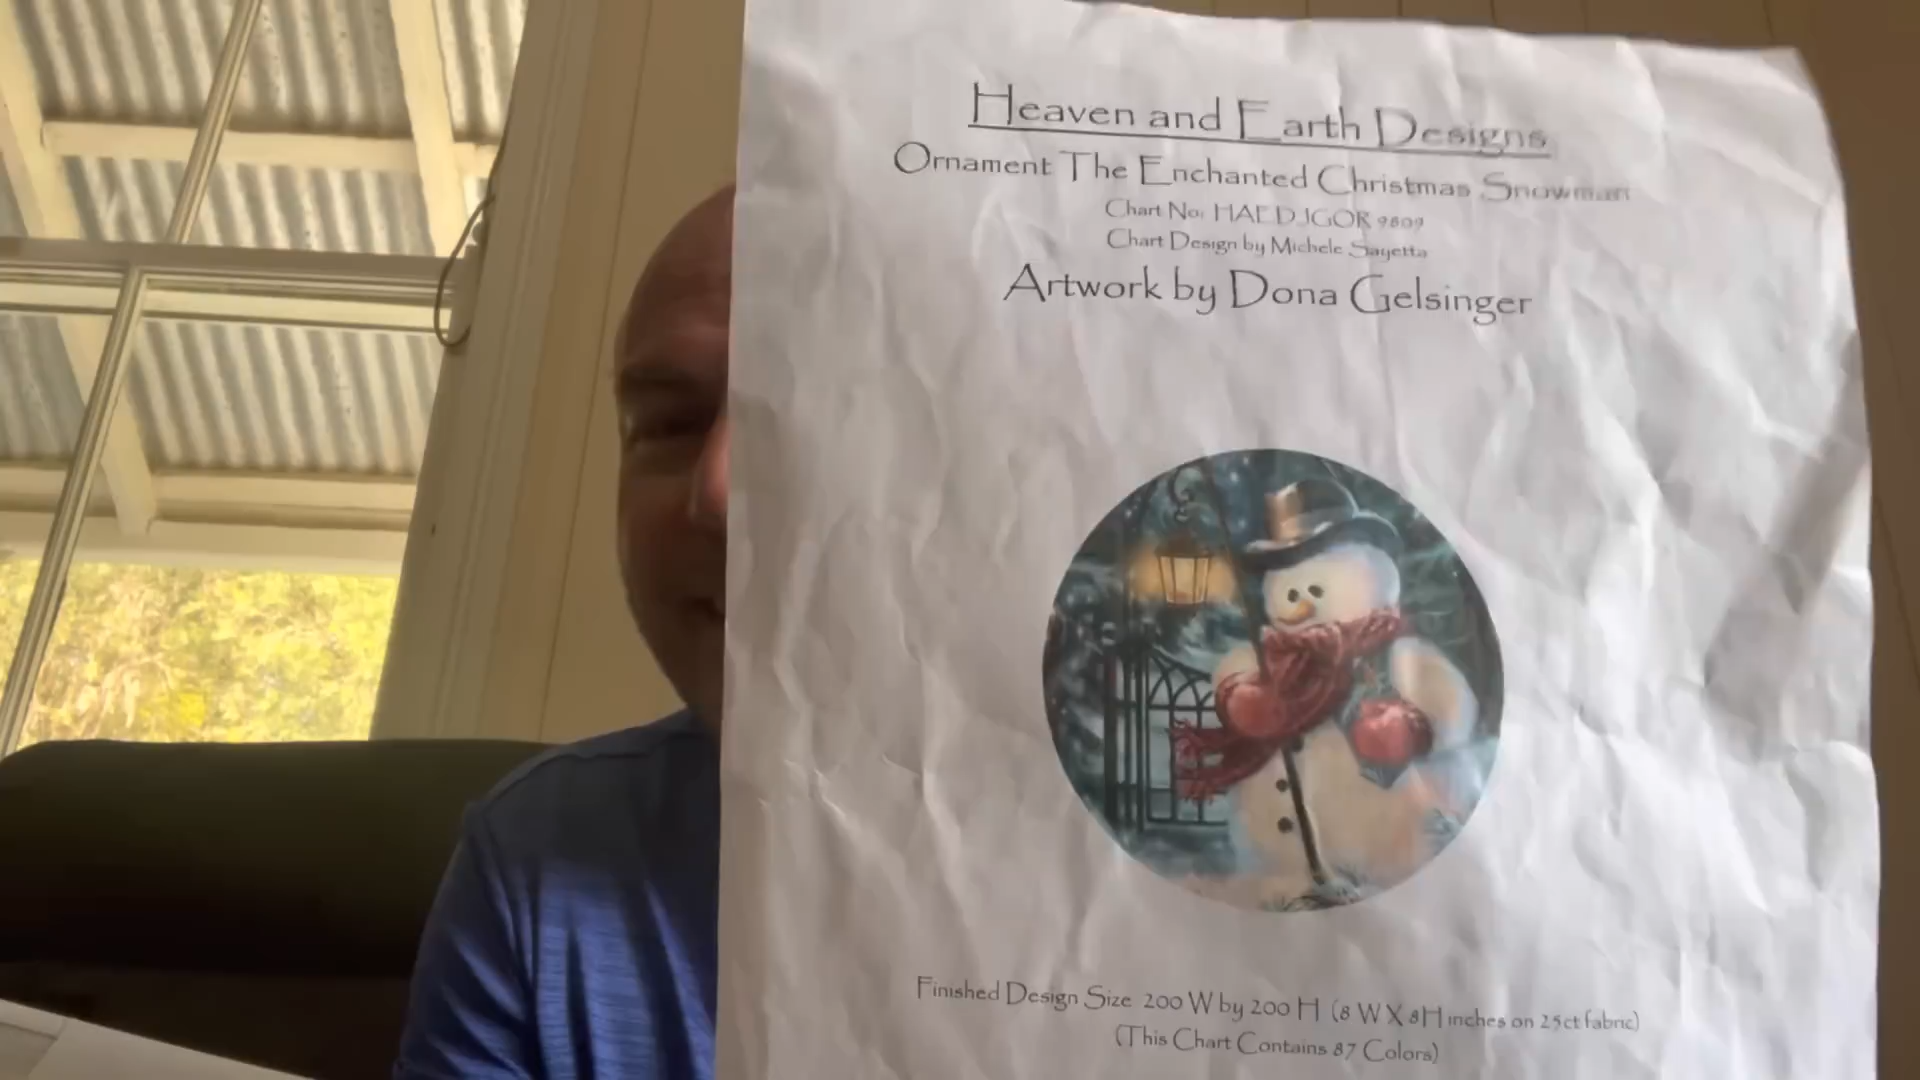 Heaven and Earth Designs
Ornament The Enchanted Christmas Snowman
Chart No: HAEDJGOR 9809
Chart Design by Michele Sayetta
Artwork by Dona Gelsinger
Finished Design Size 200 W by 200 H (8 W X 8H inches on 25ct fabric)
(This Chart Contains 87 Colors)